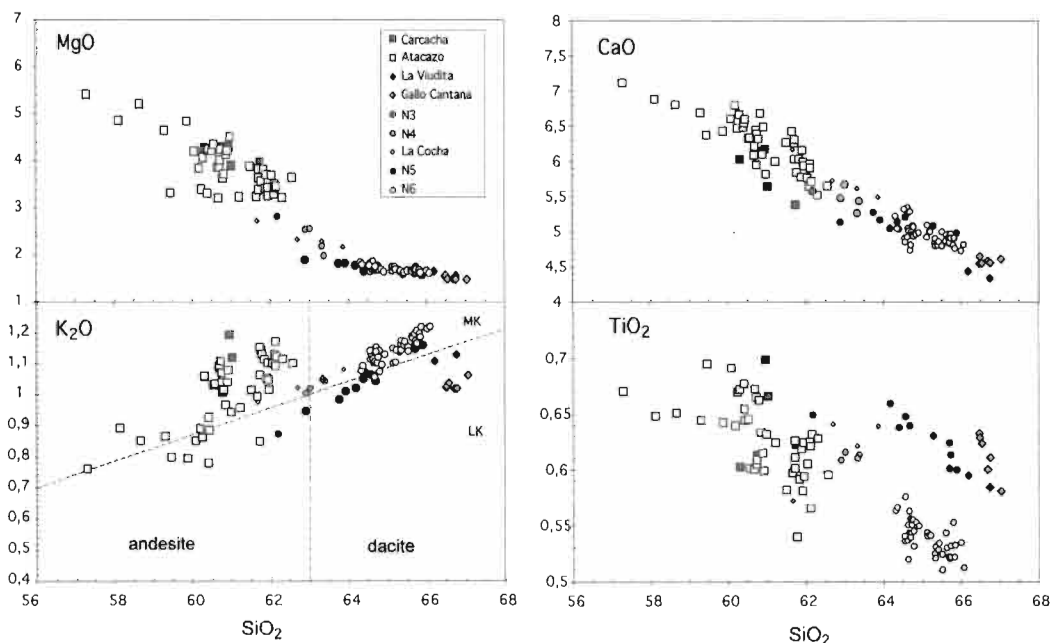 7
6
5
4
3
2
1
MgO
Carcacha
Atacazo
La Viudita
Gallo Cantana
N3
N4
La Cocha
N5
N6
8
7,5
7
6,5
6
5,5
5
4,5
4
CaO
1,2
1,1
1,0
0,9
0,8
0,7
0,6
0,5
0,4
K2O
MK
LK
andesite
dacite
56 58 60 62 64 66 68
SiO2
0,7
0,65
0,6
0,55
0,5
TiO2
56 58 60 62 64 66 68
SiO2